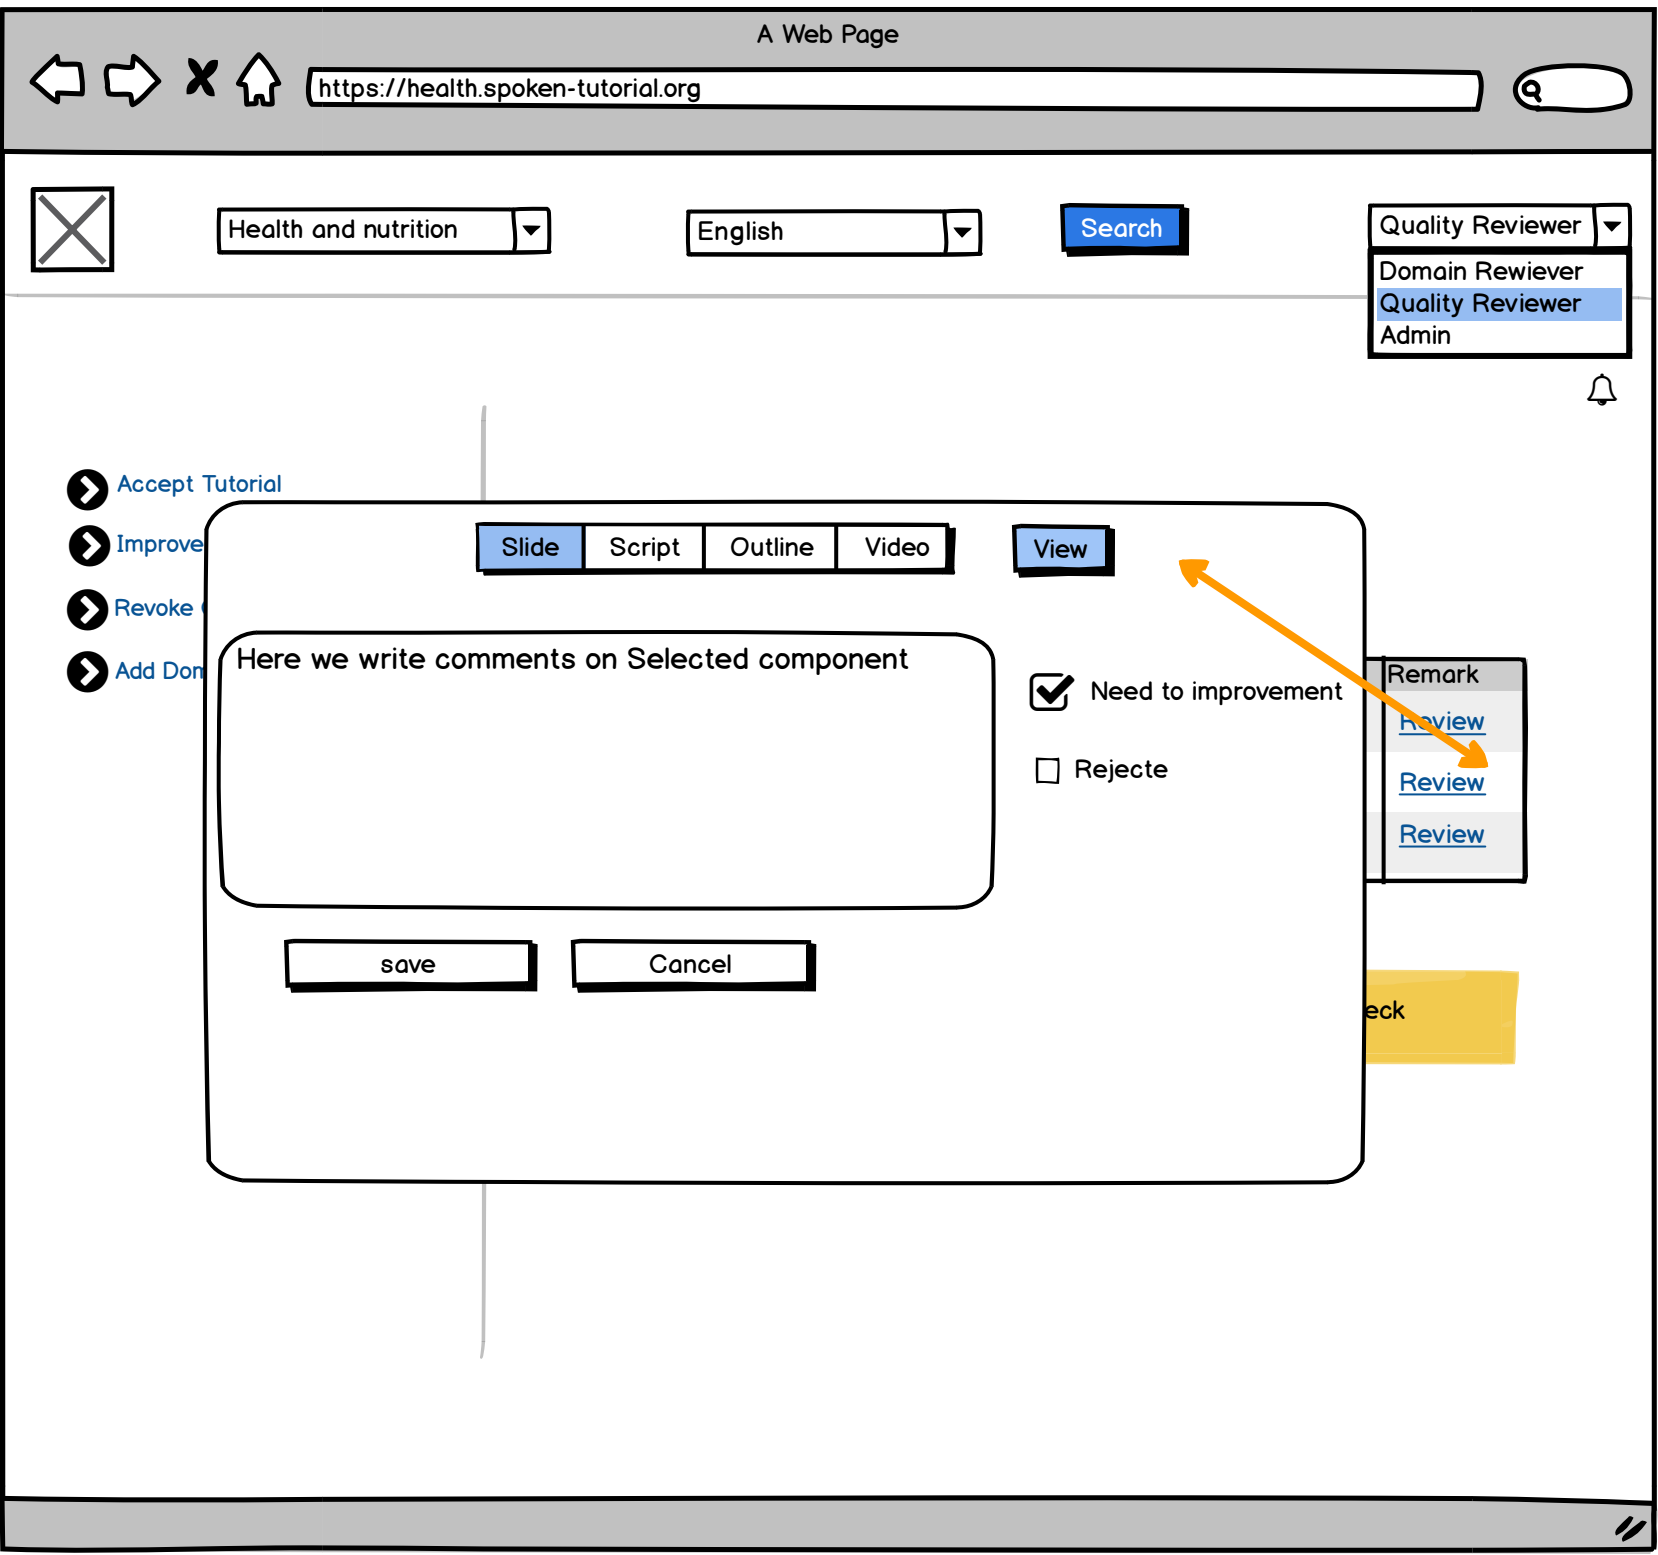 A Web Page
https://health.spoken-tutorial.org
Health and nutrition
English
Search
Quality Reviewer
Domain Rewiever
Quality Reviewer
Admin
Accept Tutorial
Improve
Revoke
Add Dom
Slide Script Outline Video View
Here we write comments on Selected component
Need to improvement
Rejecte
save
Cancel
Remark
Review
Review
Review
eck